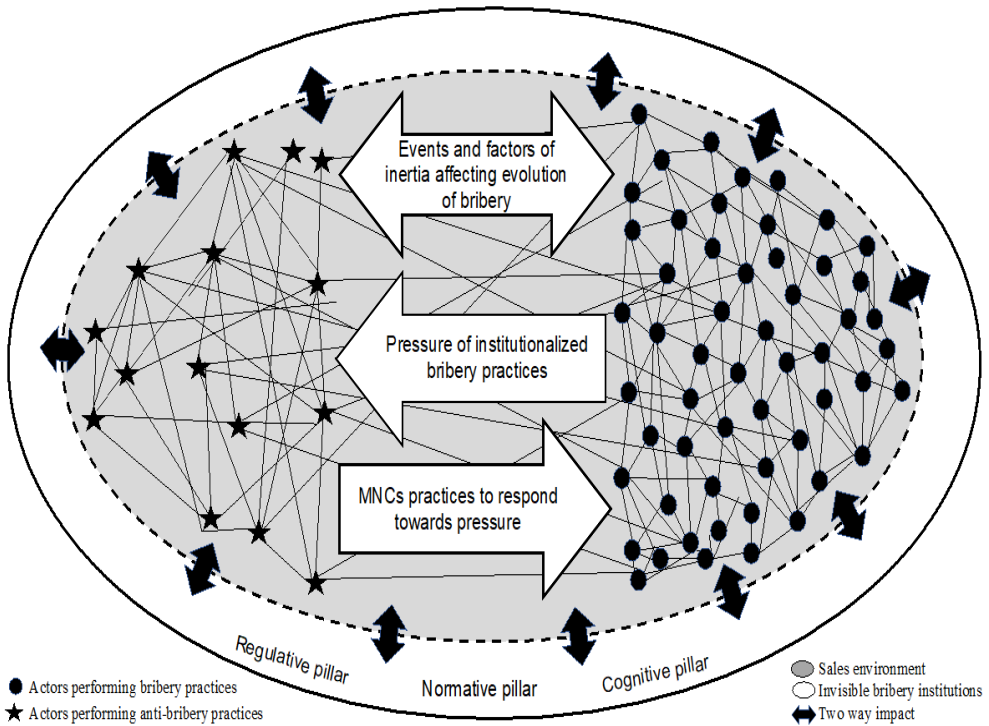 Events and factors of
inertia affecting evolution
of bribery
Pressure of institutionalized
bribery practices
MNCs practices to respond
towards pressure
Regulative pillar
Normative pillar
Cognitive pillar
Actors performing bribery practices
Actors performing anti-bribery practices
Sales environment
Invisible bribery institutions
Two way impact